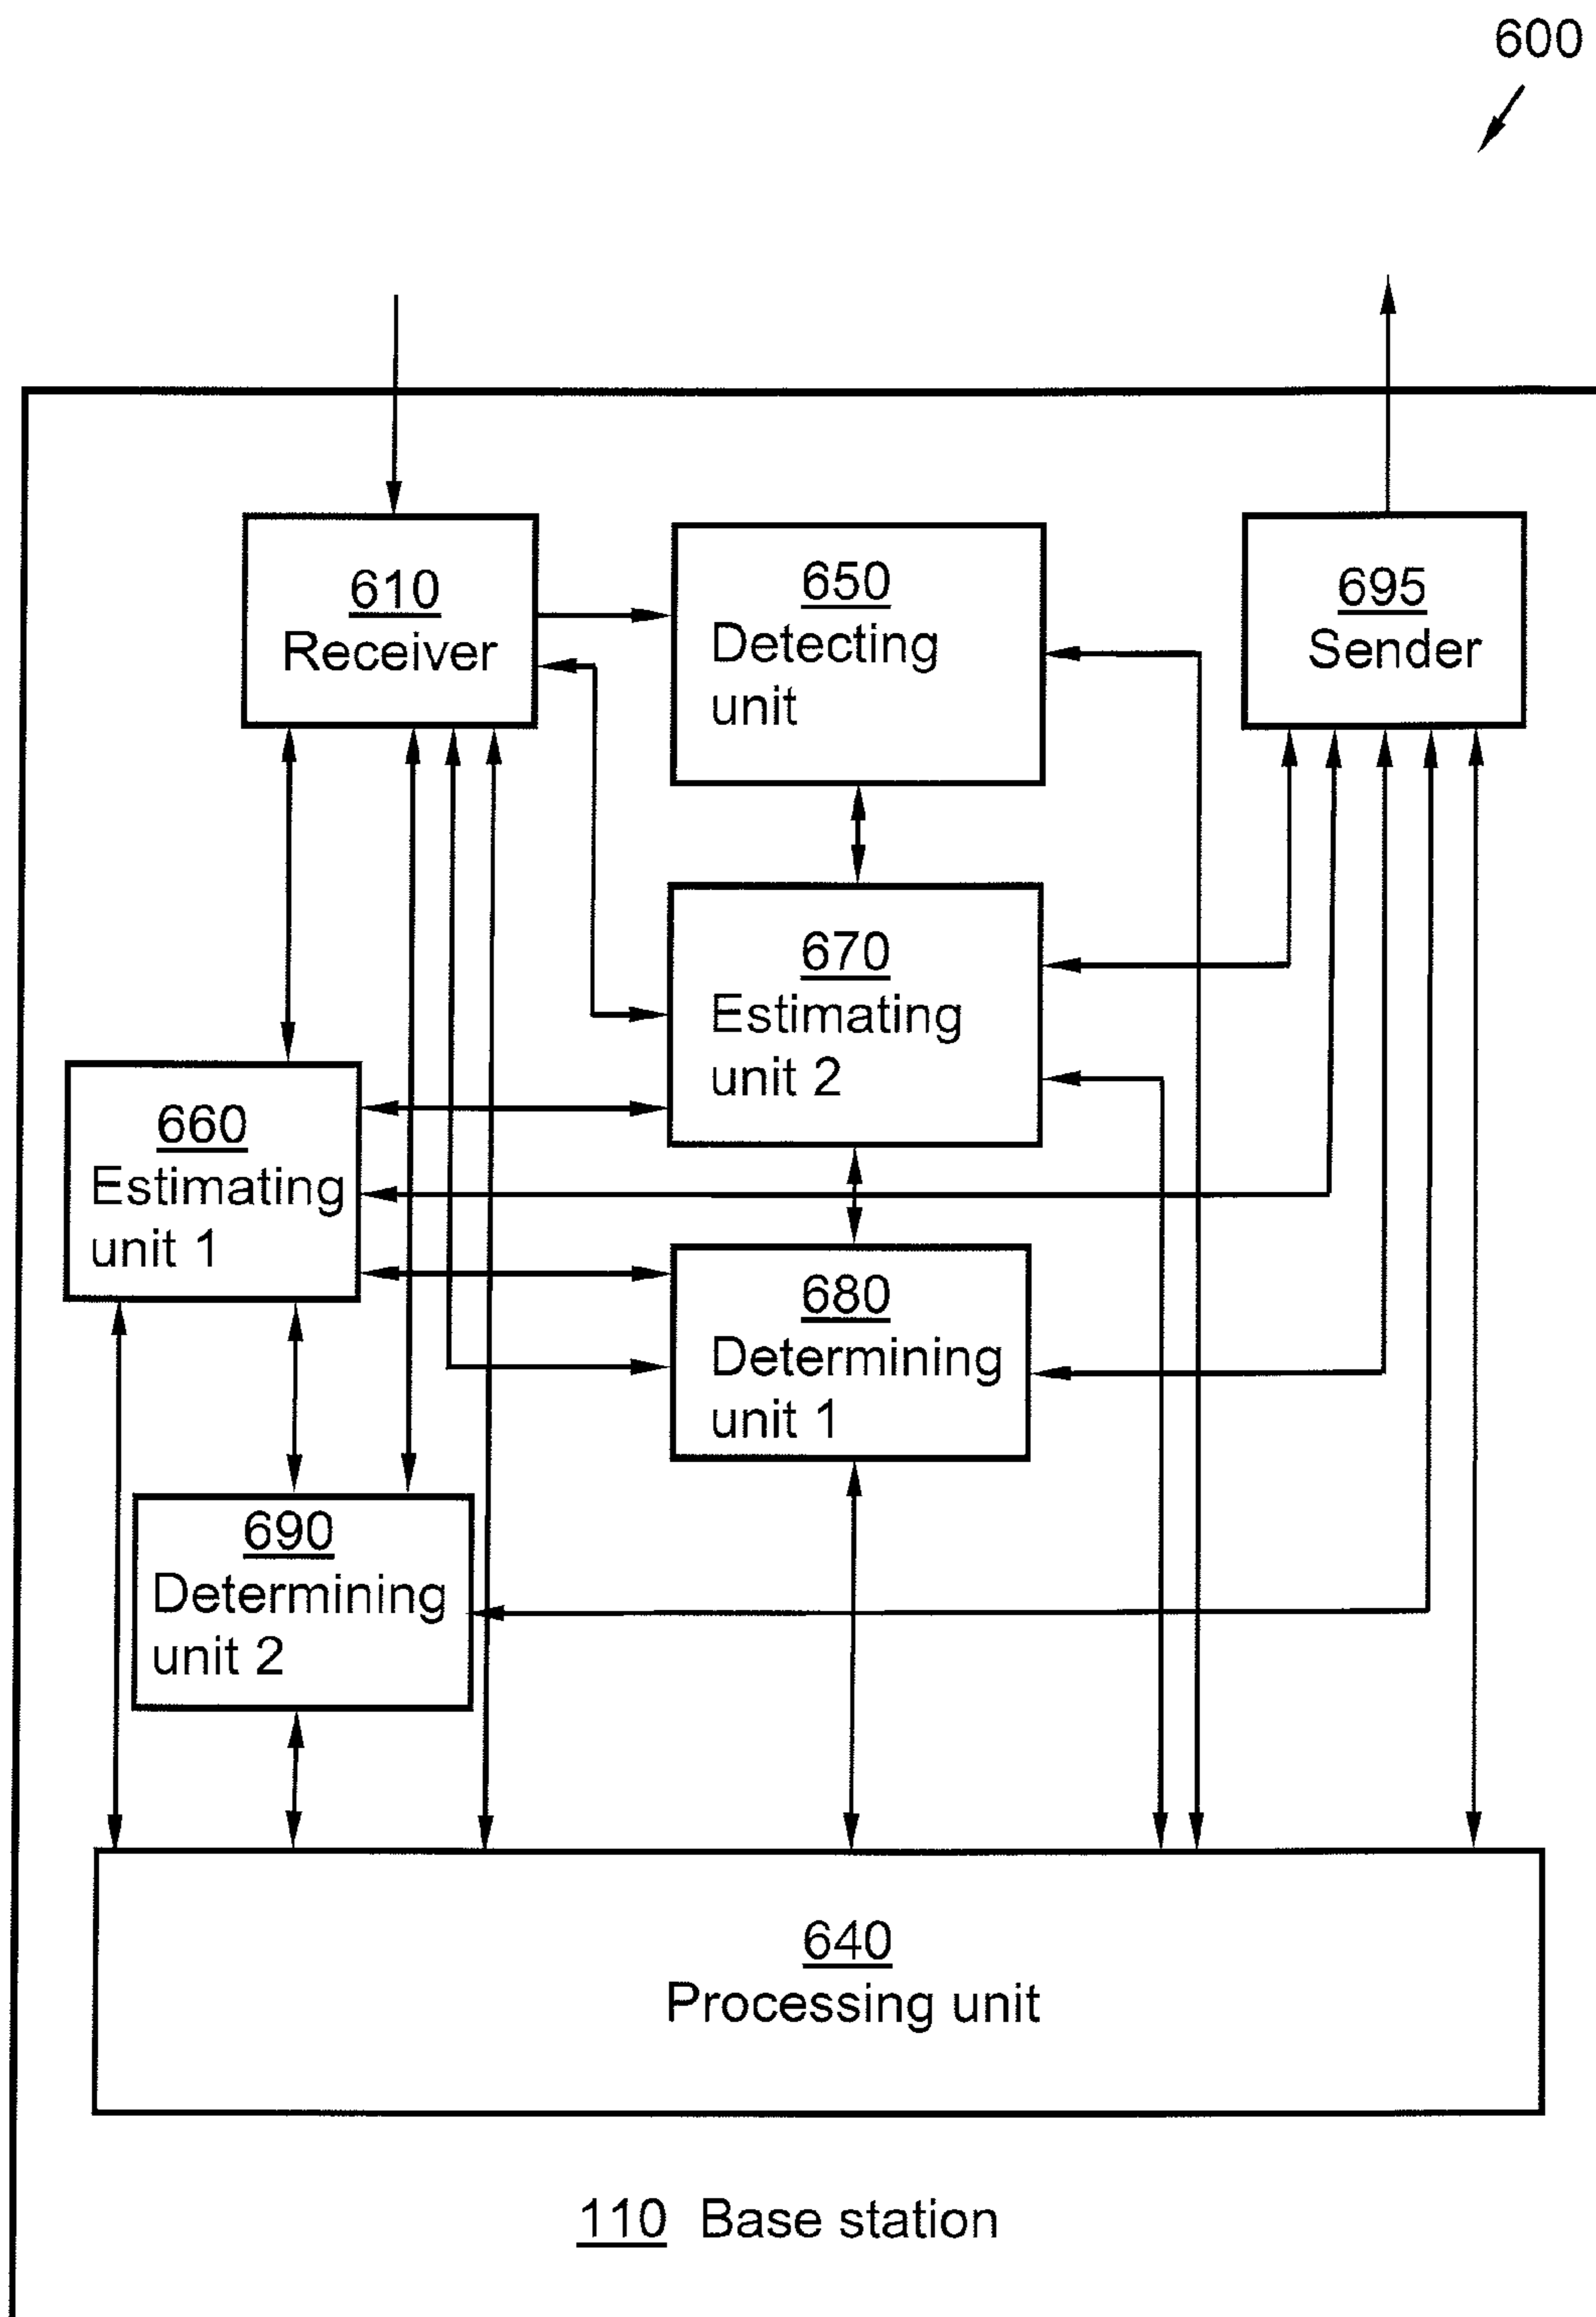 600
610
Receiver
650
Detecting
unit
695
Sender
670
Estimating
unit 2
660
Estimating
unit 1
680
Determining
unit 1
690
Determining
unit 2
640
Processing unit
110 Base station